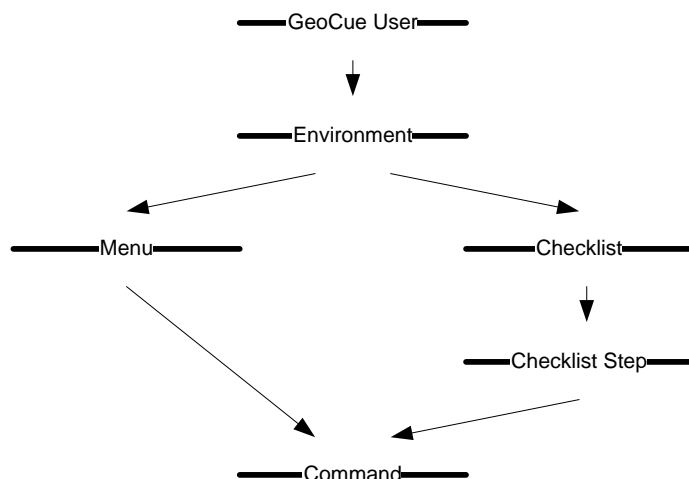 GeoCue User
Environment
Menu
Checklist
Checklist Step
Command